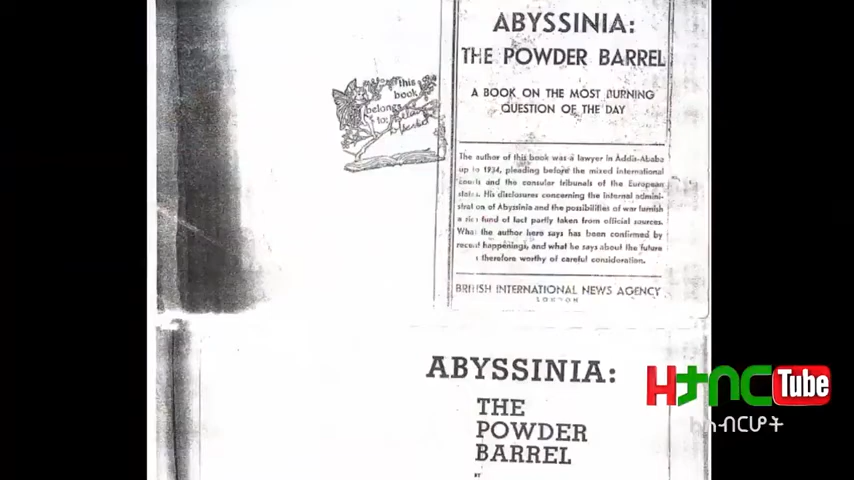 ABYSSINIA:
THE POWDER BARREL
A BOOK ON THE MOST BURNING
QUESTION OF THE DAY
this
book
belongs
to:
The author of this book was a lawyer in Addis-Ababa
up to 1934, pleading before the mixed international
courts and the consular tribunals of the European
states. His disclosures concerning the internal admini-
stration of Abyssinia and the possibilities of war furnish
a rich fund of fact partly taken from official sources.
What the author here says has been confirmed by
recent happenings, and what he says about the future
therefore worthy of careful consideration.
BRITISH INTERNATIONAL NEWS AGENCY
LONDON
ABYSSINIA:
THE
POWDER
BARREL
BY
Tube